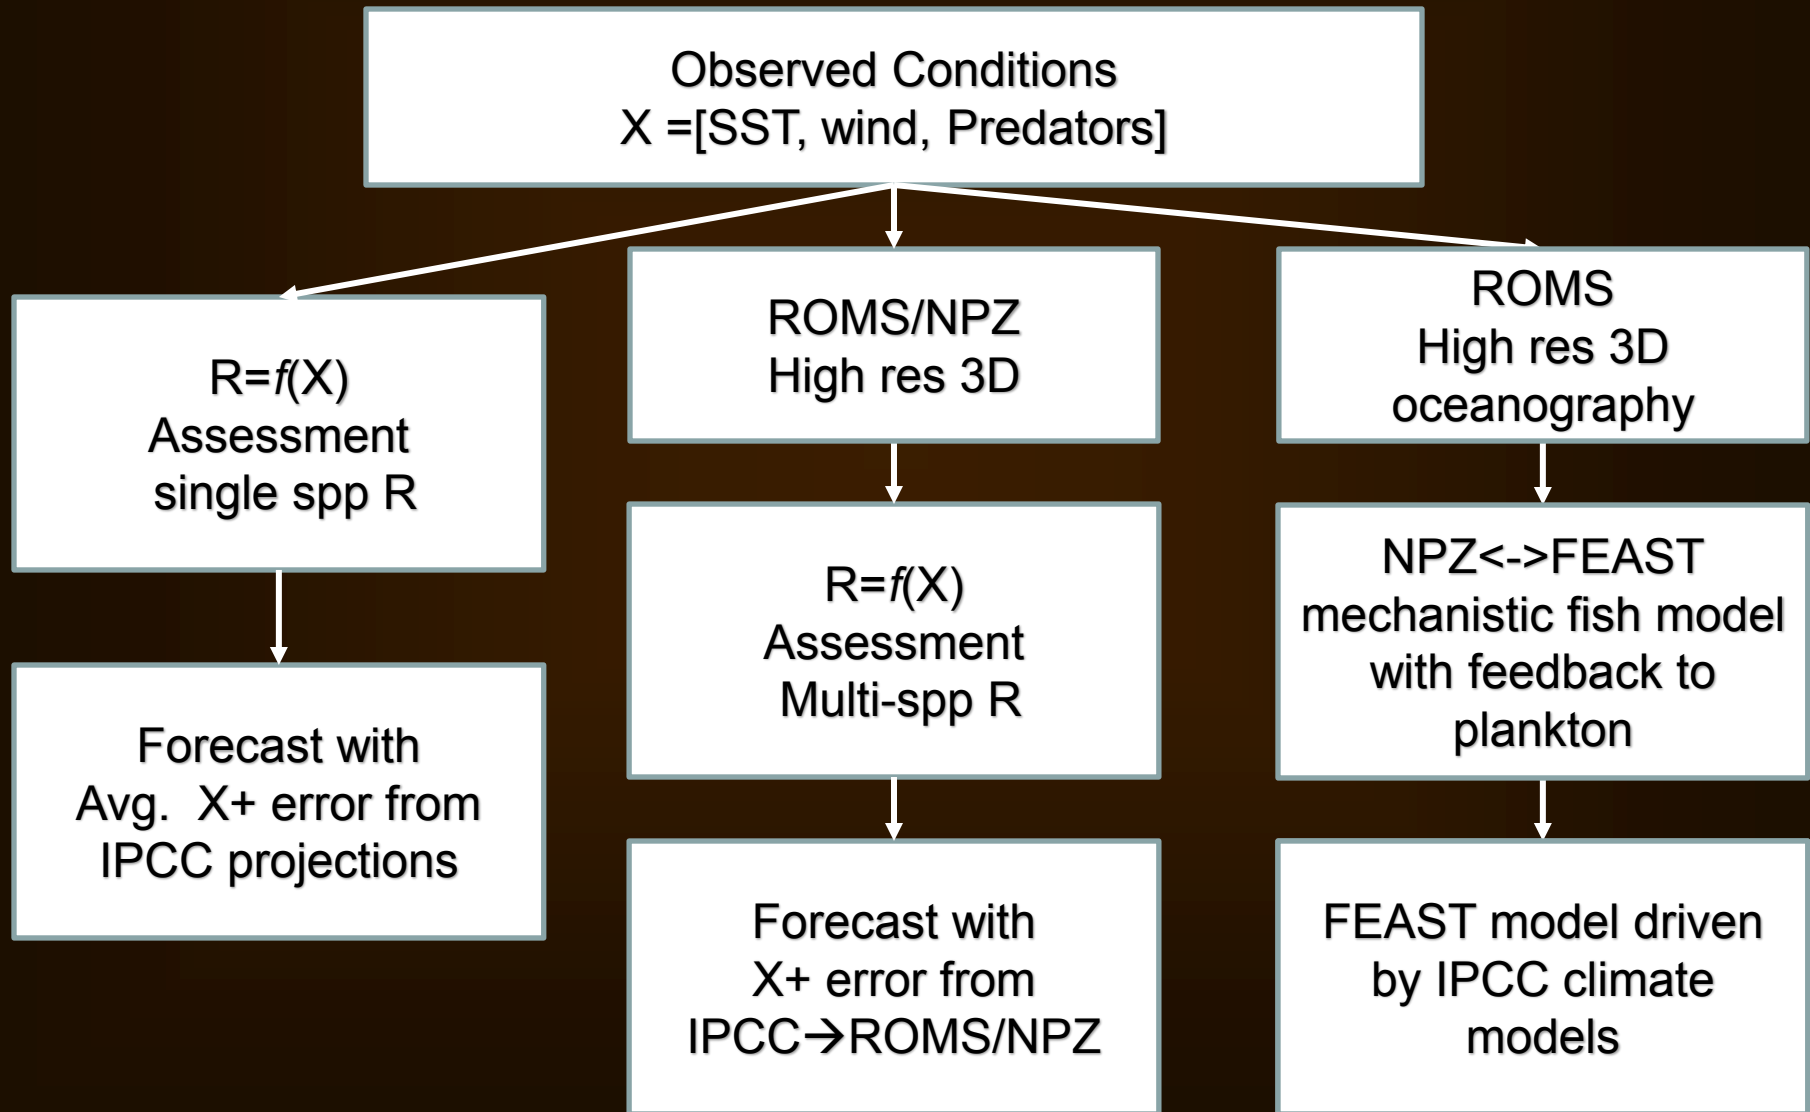 Observed Conditions
X =[SST, wind, Predators]
R=f(X)
Assessment
single spp R
Forecast with
Avg.  X+ error from
IPCC projections
ROMS/NPZ
High res 3D
R=f(X)
Assessment
Multi-spp R
Forecast with
X+ error from
IPCC→ROMS/NPZ
ROMS
High res 3D
oceanography
NPZ<->FEAST
mechanistic fish model
with feedback to
plankton
FEAST model driven
by IPCC climate
models